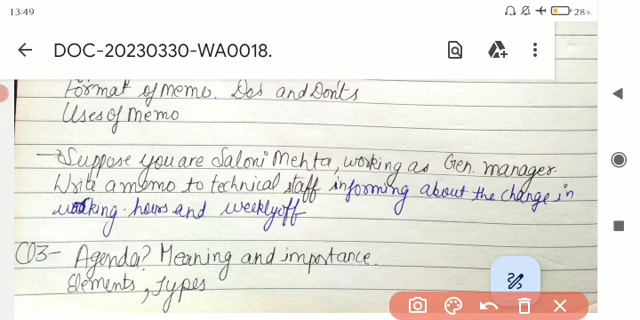 13:49
28%
DOC-20230330-WA0018.
Format of Memo. Dos and Don'ts
Uses of Memo
→ Suppose you are Saloni Mehta, working as Gen. manager.
Write a memo to technical staff informing about the change in
working hours and weekly off
CO3- Agenda? Meaning and importance.
Elements, Types